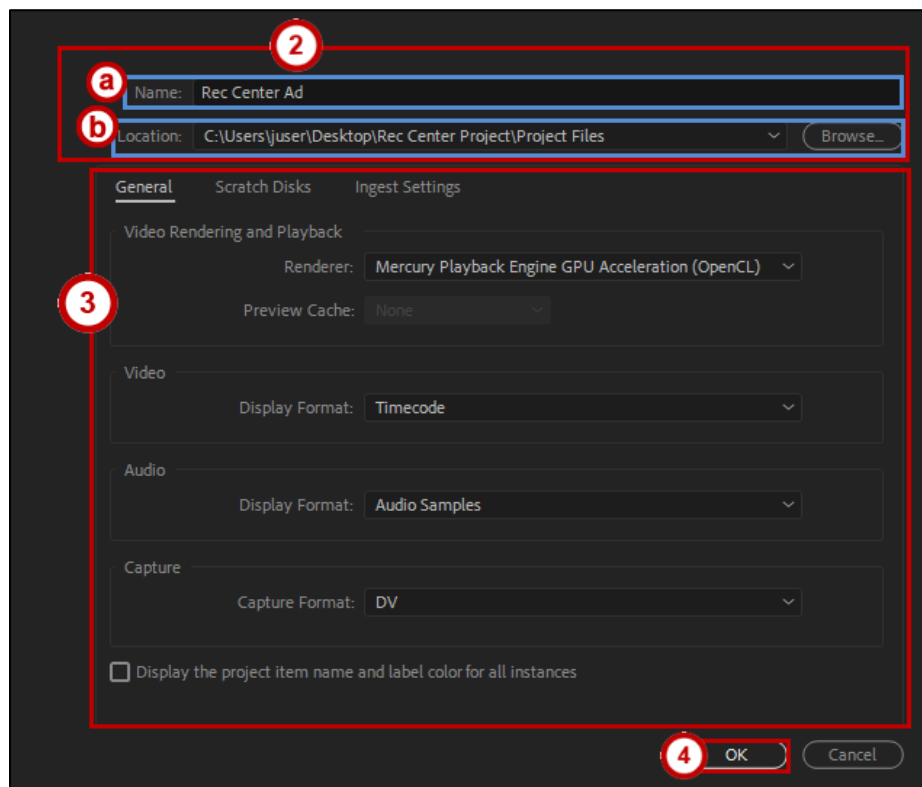 2
a
Name: Rec Center Ad
b
Location: C:\Users\juser\Desktop\Rec Center Project\Project Files Browse...
General Scratch Disks Ingest Settings
Video Rendering and Playback
Renderer: Mercury Playback Engine GPU Acceleration (OpenCL)
3
Preview Cache: None
Video
Display Format: Timecode
Audio
Display Format: Audio Samples
Capture
Capture Format: DV
Display the project item name and label color for all instances
4 OK Cancel